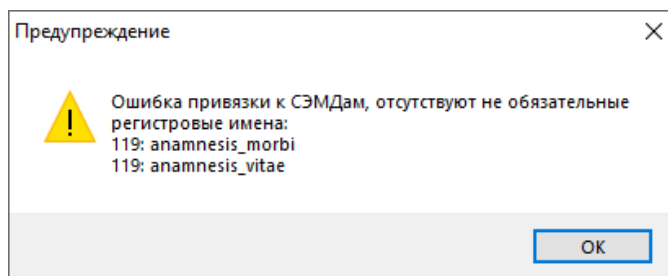 Предупреждение
Ошибка привязки к СЭМДам, отсутствуют не обязательные
регистровые имена:
119: anamnesis_morbi
119: anamnesis_vitae
OK